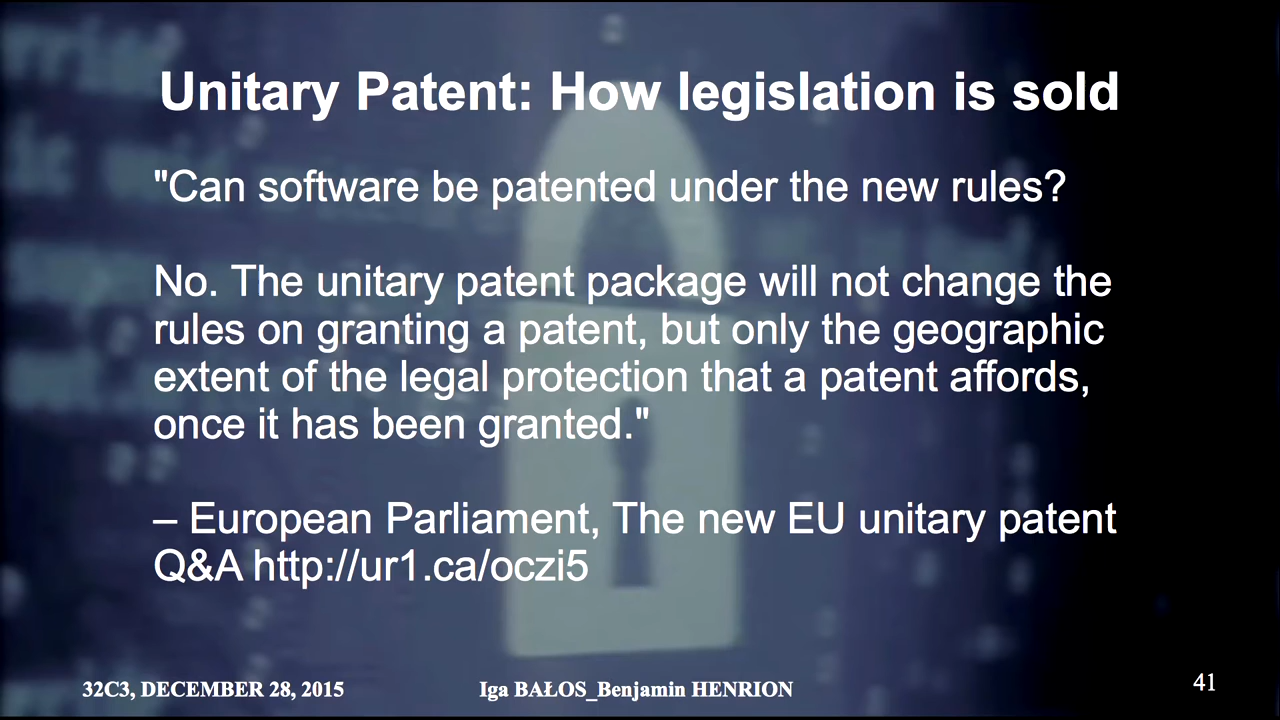 Unitary Patent: How legislation is sold
"Can software be patented under the new rules?
No. The unitary patent package will not change the
rules on granting a patent, but only the geographic
extent of the legal protection that a patent affords,
once it has been granted."
– European Parliament, The new EU unitary patent
Q&A http://ur1.ca/oczi5
32C3, DECEMBER 28, 2015
Iga BAŁOS_Benjamin HENRION
41